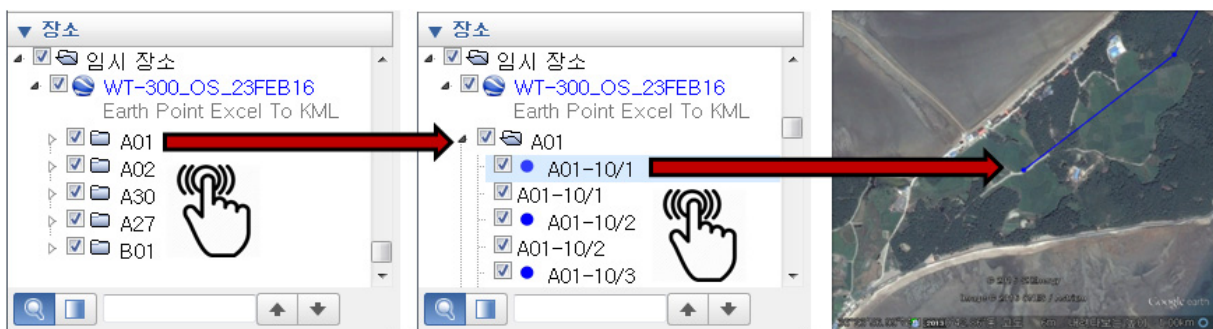 ▼ 장소
임시 장소
WT-300_OS_23FEB16
Earth Point Excel To KML
A01
A02
A30
A27
B01
▼ 장소
임시 장소
WT-300_OS_23FEB16
Earth Point Excel To KML
A01
A01-10/1
A01-10/1
A01-10/2
A01-10/2
A01-10/3
Google earth